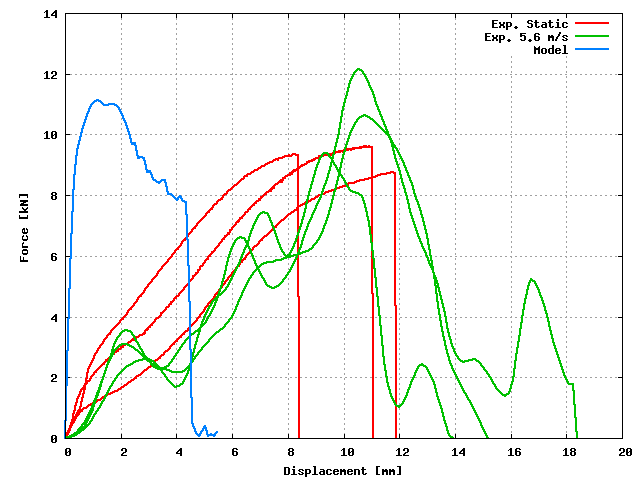 14
12
10
8
6
4
2
0
Force [kN]
Exp. Static
Exp. 5.6 m/s
Model
0 2 4 6 8 10 12 14 16 18 20
Displacement [mm]